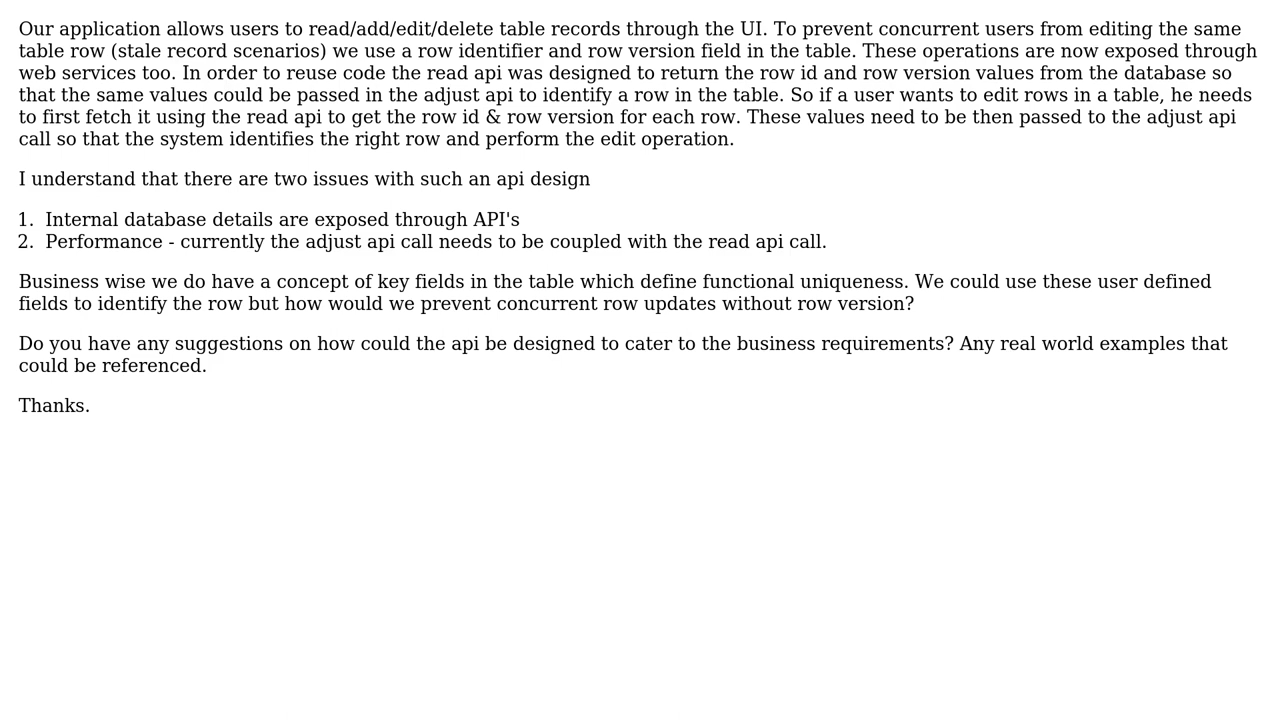 Our application allows users to read/add/edit/delete table records through the UI. To prevent concurrent users from editing the same
table row (stale record scenarios) we use a row identifier and row version field in the table. These operations are now exposed through
web services too. In order to reuse code the read api was designed to return the row id and row version values from the database so
that the same values could be passed in the adjust api to identify a row in the table. So if a user wants to edit rows in a table, he needs
to first fetch it using the read api to get the row id & row version for each row. These values need to be then passed to the adjust api
call so that the system identifies the right row and perform the edit operation.
I understand that there are two issues with such an api design
1. Internal database details are exposed through API's
2. Performance - currently the adjust api call needs to be coupled with the read api call.
Business wise we do have a concept of key fields in the table which define functional uniqueness. We could use these user defined
fields to identify the row but how would we prevent concurrent row updates without row version?
Do you have any suggestions on how could the api be designed to cater to the business requirements? Any real world examples that
could be referenced.
Thanks.